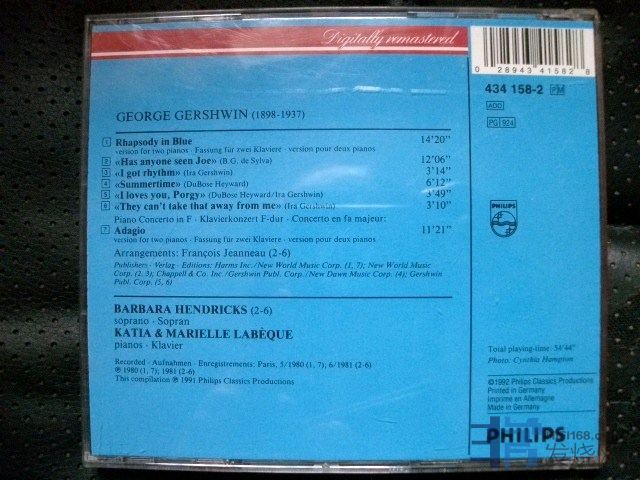 Digitally remastered
0 28943 41582 8
434 158-2 PM
ADD
PG 924
GEORGE GERSHWIN (1898-1937)
1 Rhapsody in Blue 14'20"
version for two pianos · Fassung für zwei Klaviere · version pour deux pianos
2 «Has anyone seen Joe» (B.G. de Sylva) 12'06"
3 «I got rhythm» (Ira Gershwin) 3'14"
4 «Summertime» (DuBose Heyward) 6'12"
5 «I loves you, Porgy» (DuBose Heyward/Ira Gershwin) 3'49"
6 «They can't take that away from me» (Ira Gershwin) 3'10"
Piano Concerto in F · Klavierkonzert F-dur · Concerto en fa majeur:
7 Adagio 11'21"
version for two pianos · Fassung für zwei Klaviere · version pour deux pianos
Arrangements: François Jeanneau (2-6)
Publishers · Verlag · Editions: Harms Inc./New World Music Corp. (1, 7); New World Music
Corp. (2, 3); Chappell & Co. Inc./Gershwin Publ. Corp./New Dawn Music Corp. (4); Gershwin
Publ. Corp. (5, 6)
BARBARA HENDRICKS (2-6)
soprano · Sopran
KATIA & MARIELLE LABÈQUE
pianos · Klavier
Recorded · Aufnahmen · Enregistrements: Paris, 5/1980 (1, 7); 6/1981 (2-6)
℗ 1980 (1, 7); 1981 (2-6)
This compilation ℗ 1991 Philips Classics Productions
PHILIPS
Total playing-time: 54'44"
Photo: Cynthia Hampton
©1992 Philips Classics Productions
Printed in Germany
Imprimé en Allemagne
Made in Germany
PHILIPS
发烧